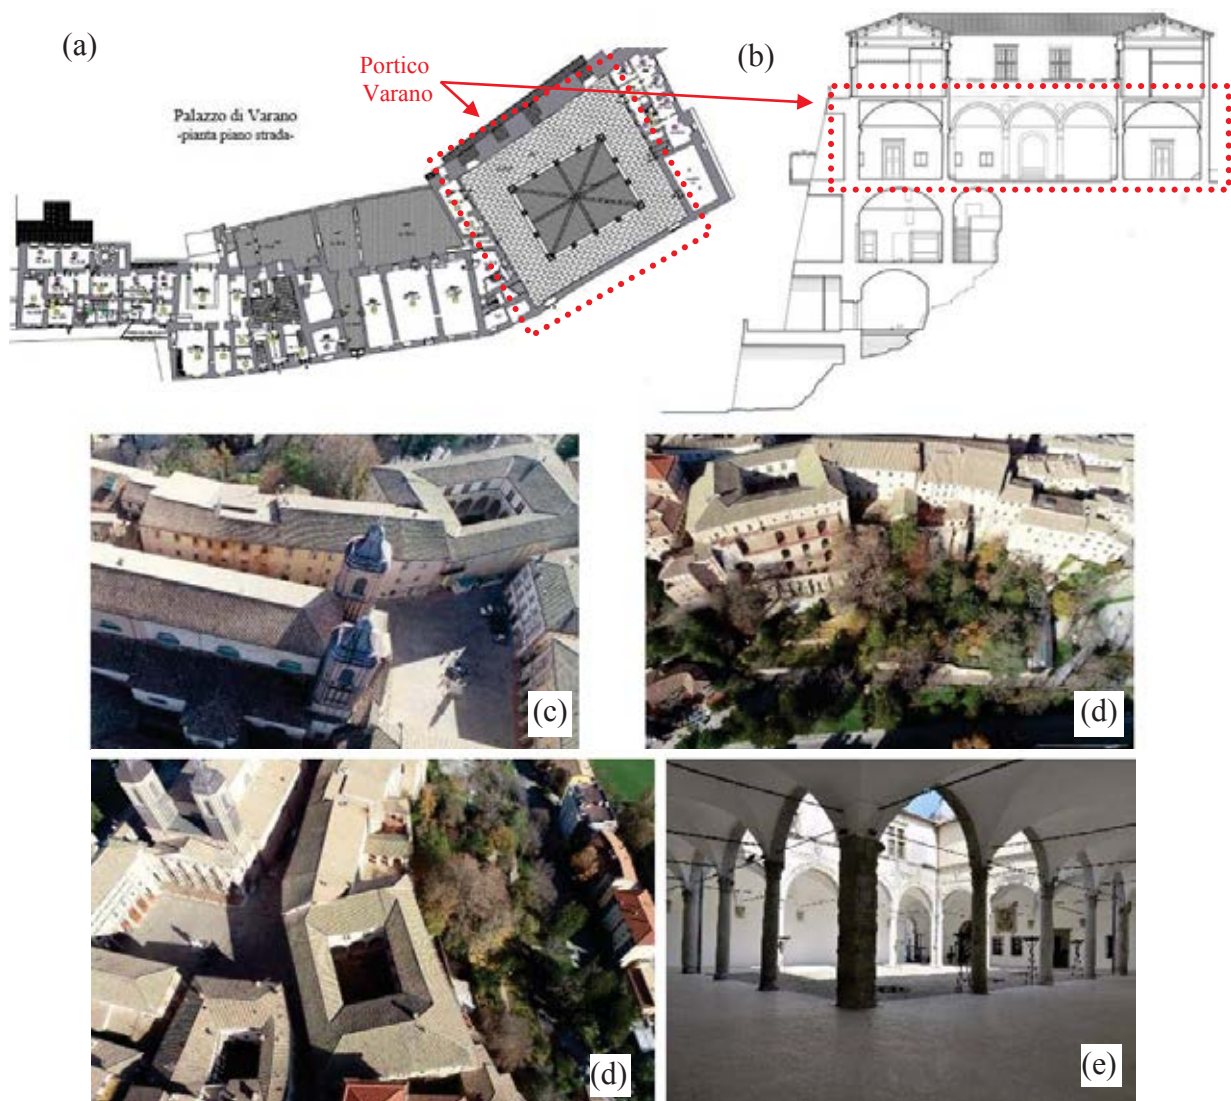 (a)
Portico
Varano
(b)
Palazzo di Varano
-pianta piano strada-
(c)
(d)
(d)
(e)